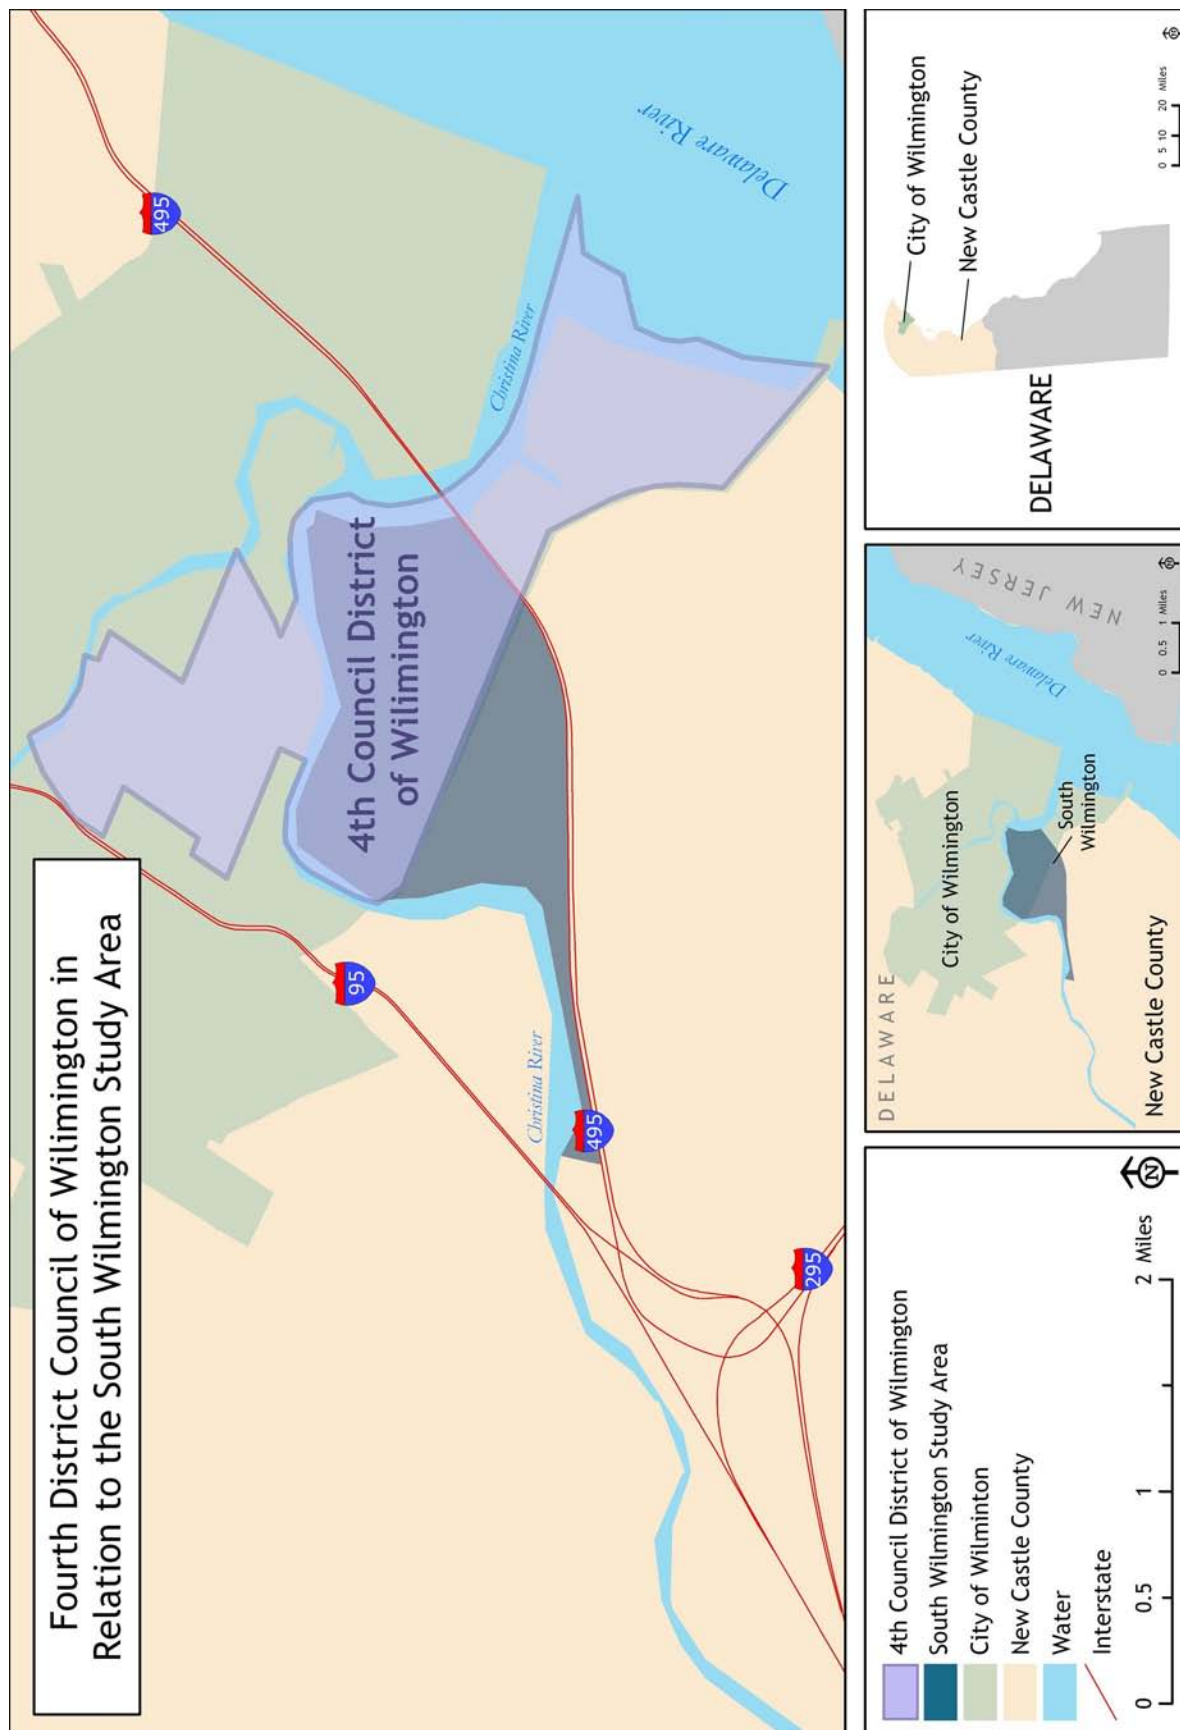 Fourth District Council of Wilimington in
Relation to the South Wilmington Study Area
95
495
Christina River
495
295
4th Council District
of Wilimington
Christina River
Delaware River
4th Council District of Wilmington
South Wilmington Study Area
City of Wilminton
New Castle County
Water
Interstate
0 0.5 1 2 Miles
N
DELAWARE
City of Wilmington
South
Wilmington
New Castle County
Delaware River
NEW JERSEY
0 0.5 1 Miles
N
City of Wilmington
New Castle County
DELAWARE
0 5 10 20 Miles
N